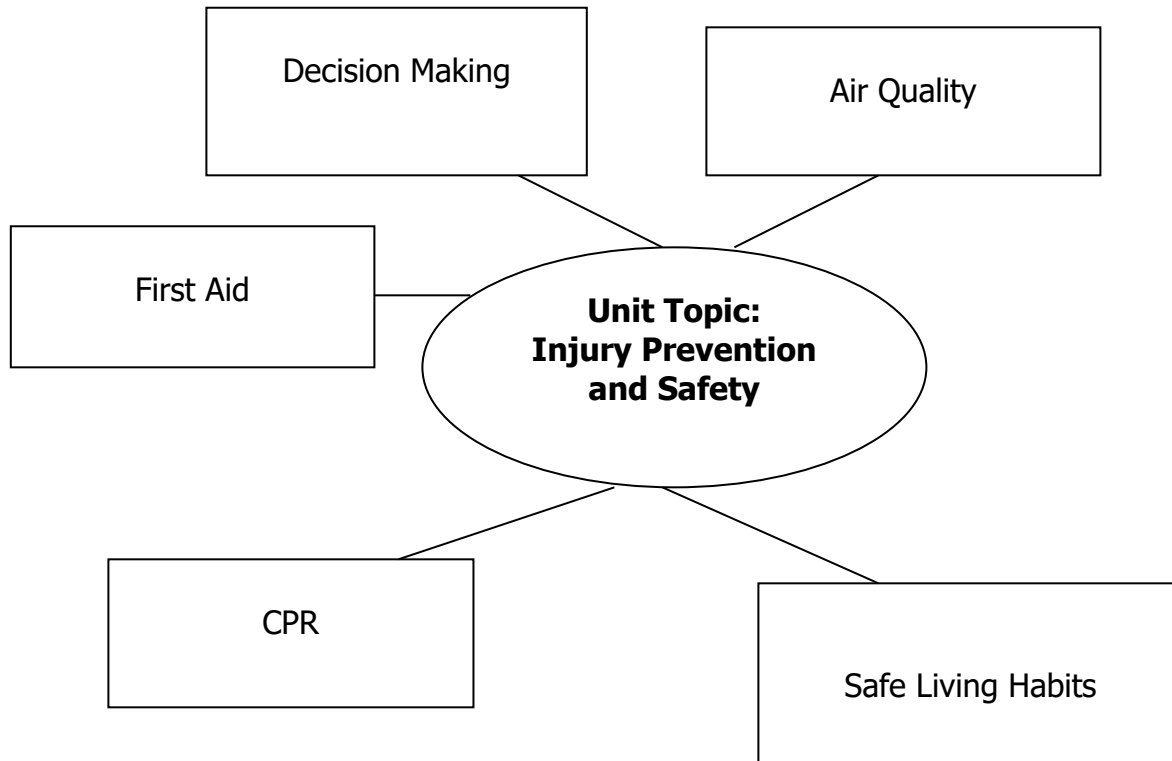 Decision Making
Air Quality
First Aid
Unit Topic:
Injury Prevention
and Safety
CPR
Safe Living Habits